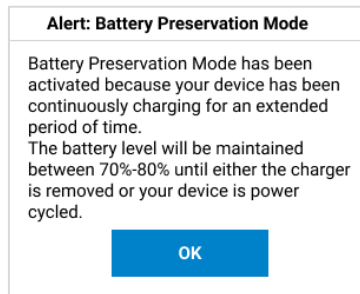 Alert: Battery Preservation Mode
Battery Preservation Mode has been
activated because your device has been
continuously charging for an extended
period of time.
The battery level will be maintained
between 70%-80% until either the charger
is removed or your device is power
cycled.
OK